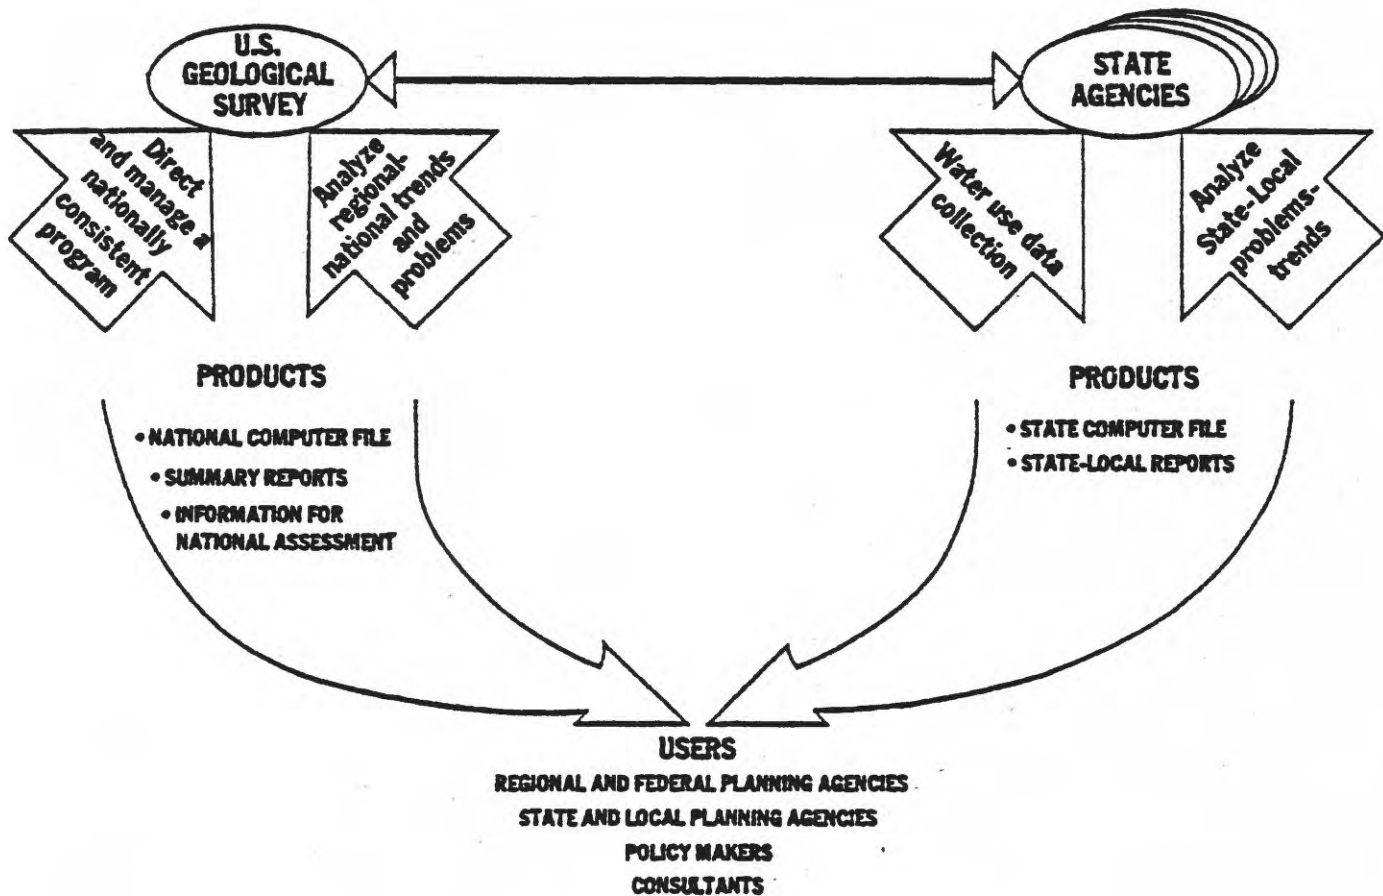 U.S.
GEOLOGICAL
SURVEY
STATE
AGENCIES
Direct
and manage a
nationally
consistent
program
Analyze
regional-
national trends
and
problems
Water use data
collection
Analyze
State-Local
problems-
trends
PRODUCTS
• NATIONAL COMPUTER FILE
• SUMMARY REPORTS
• INFORMATION FOR
NATIONAL ASSESSMENT
PRODUCTS
• STATE COMPUTER FILE
• STATE-LOCAL REPORTS
USERS
REGIONAL AND FEDERAL PLANNING AGENCIES
STATE AND LOCAL PLANNING AGENCIES
POLICY MAKERS
CONSULTANTS